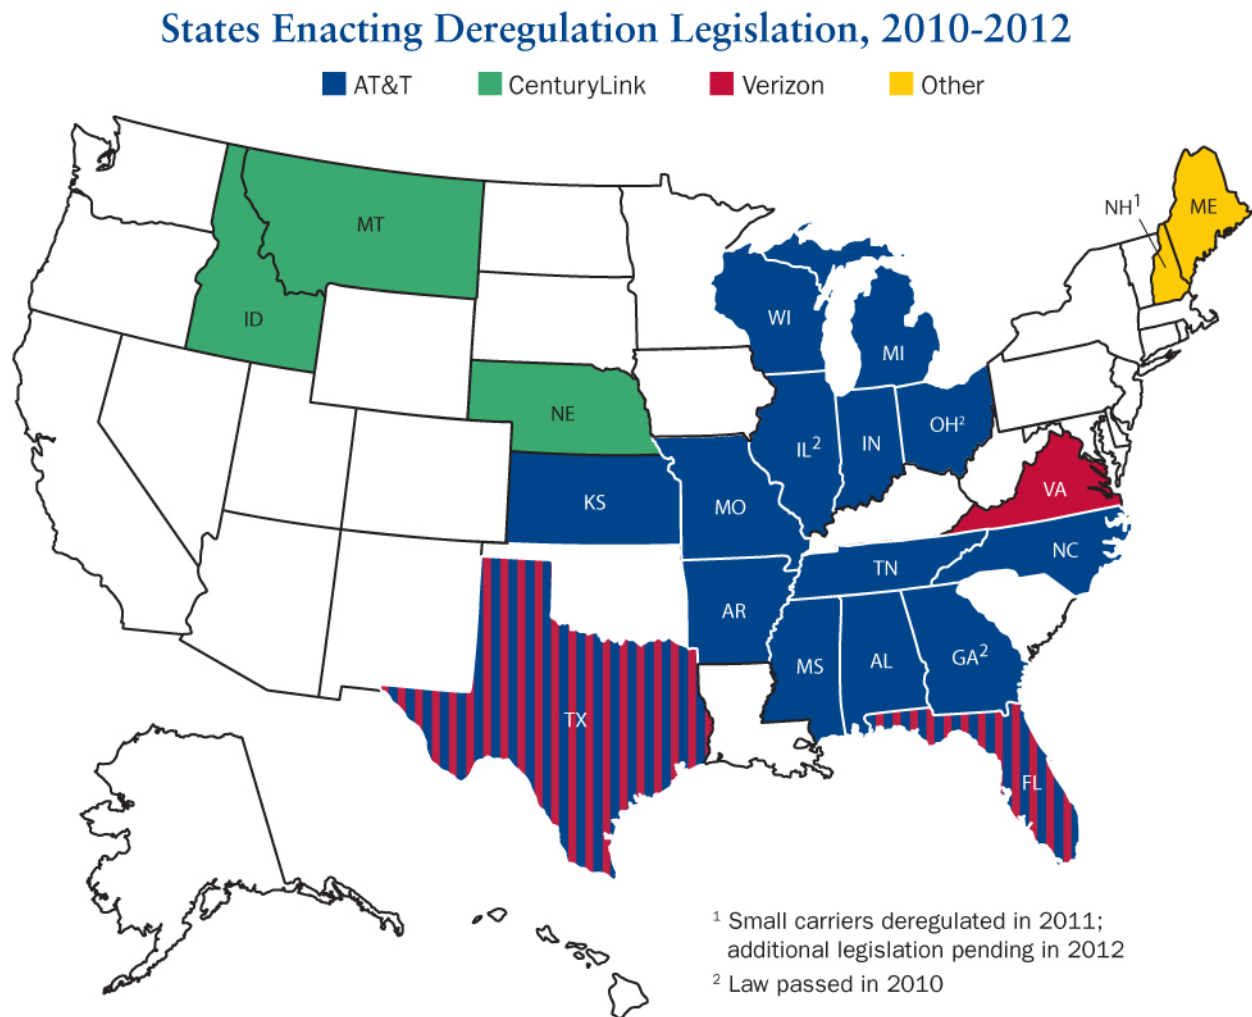 States Enacting Deregulation Legislation, 2010-2012
AT&T CenturyLink Verizon Other
MT
ID
NE
KS
WI
MI
IL²
IN
OH²
MO
VA
NC
TN
AR
MS
AL
GA²
TX
FL
NH¹
ME
¹ Small carriers deregulated in 2011;
additional legislation pending in 2012
² Law passed in 2010